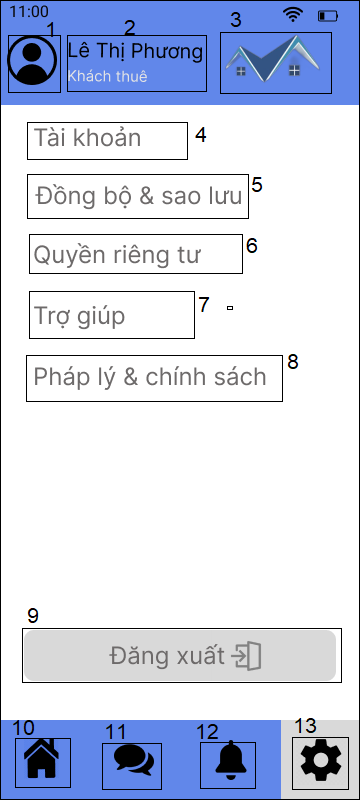 11:00
1
2
3
Lê Thị Phương
Khách thuê
Tài khoản
4
Đồng bộ & sao lưu
5
Quyền riêng tư
6
Trợ giúp
7
Pháp lý & chính sách
8
9
Đăng xuất
10
11
12
13